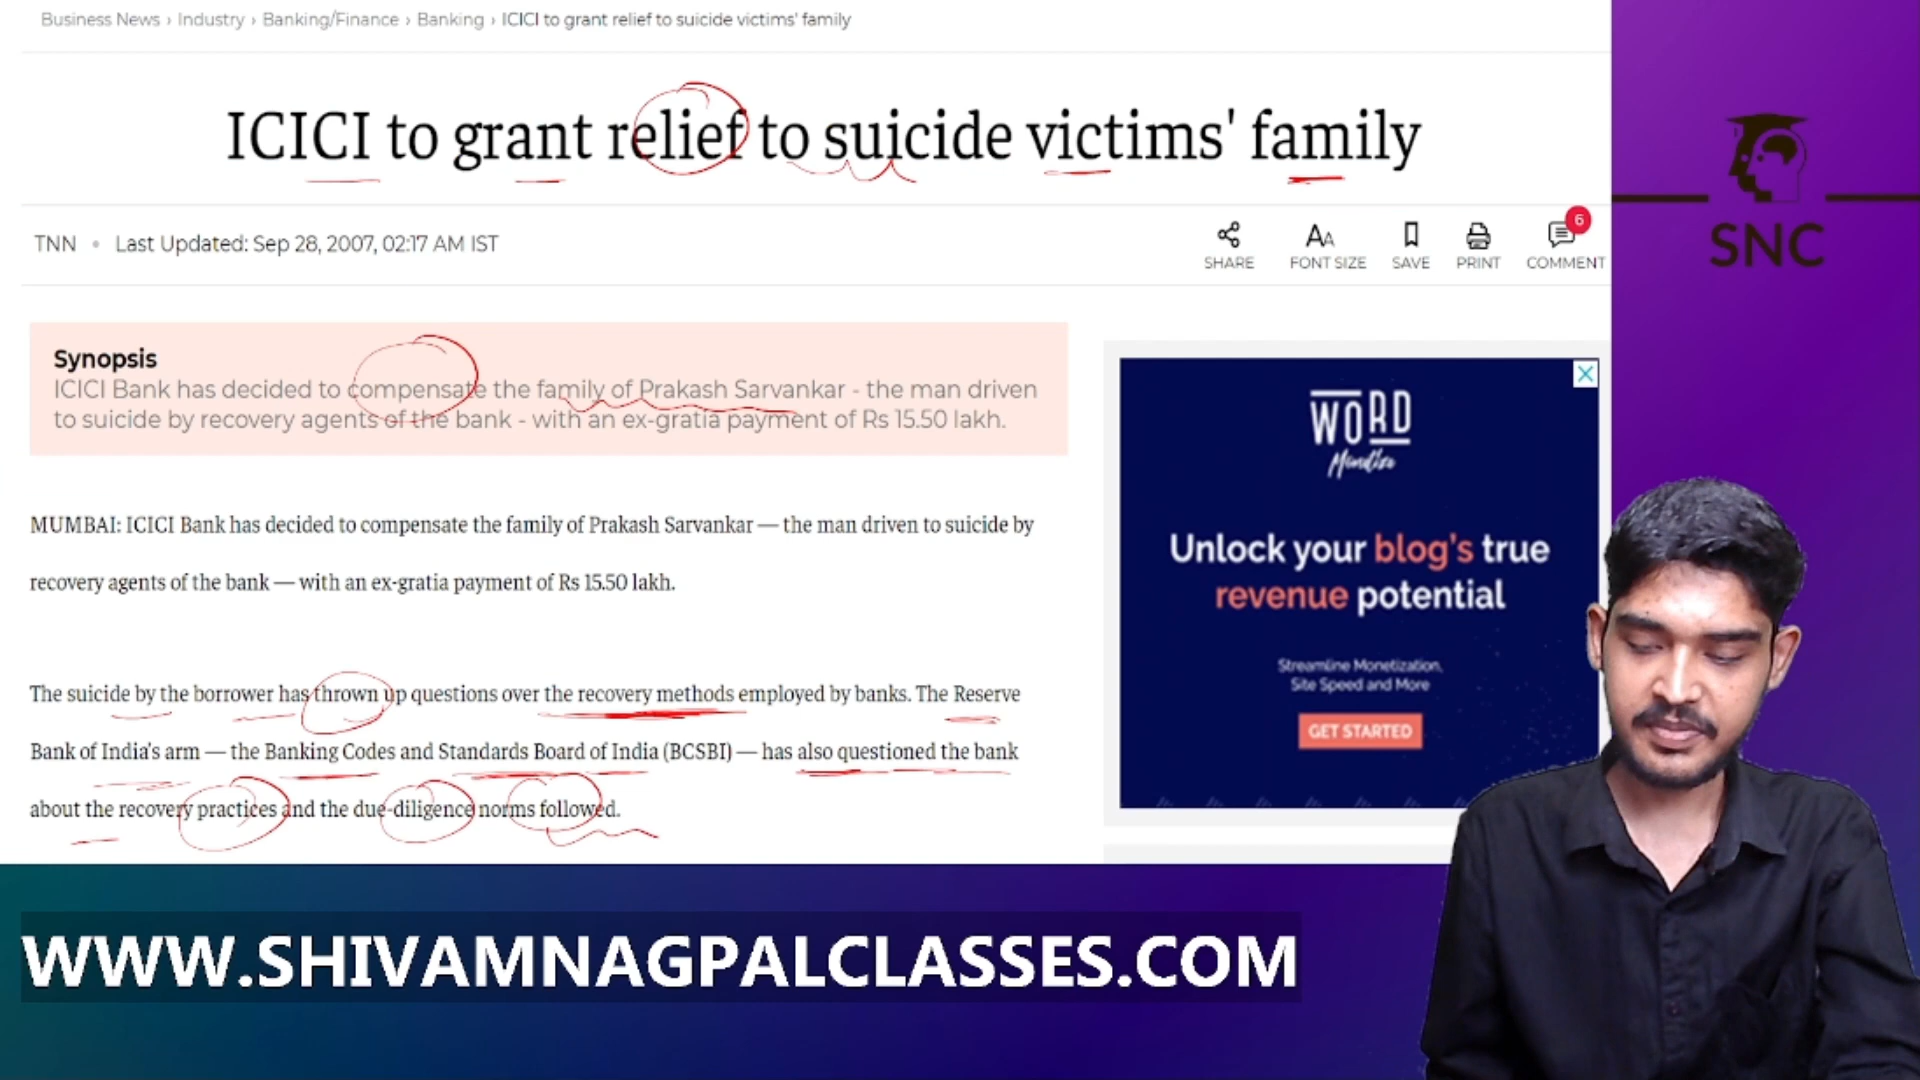 Business News › Industry › Banking/Finance › Banking › ICICI to grant relief to suicide victims' family
ICICI to grant relief to suicide victims' family
TNN • Last Updated: Sep 28, 2007, 02:17 AM IST
SHARE
FONT SIZE
SAVE
PRINT
6
COMMENT
Synopsis
ICICI Bank has decided to compensate the family of Prakash Sarvankar - the man driven
to suicide by recovery agents of the bank - with an ex-gratia payment of Rs 15.50 lakh.
MUMBAI: ICICI Bank has decided to compensate the family of Prakash Sarvankar — the man driven to suicide by
recovery agents of the bank — with an ex-gratia payment of Rs 15.50 lakh.
The suicide by the borrower has thrown up questions over the recovery methods employed by banks. The Reserve
Bank of India's arm — the Banking Codes and Standards Board of India (BCSBI) — has also questioned the bank
about the recovery practices and the due-diligence norms followed.
WORD
Mindize
Unlock your blog's true
revenue potential
Streamline Monetization,
Site Speed and More
GET STARTED
SNC
WWW.SHIVAMNAGPALCLASSES.COM